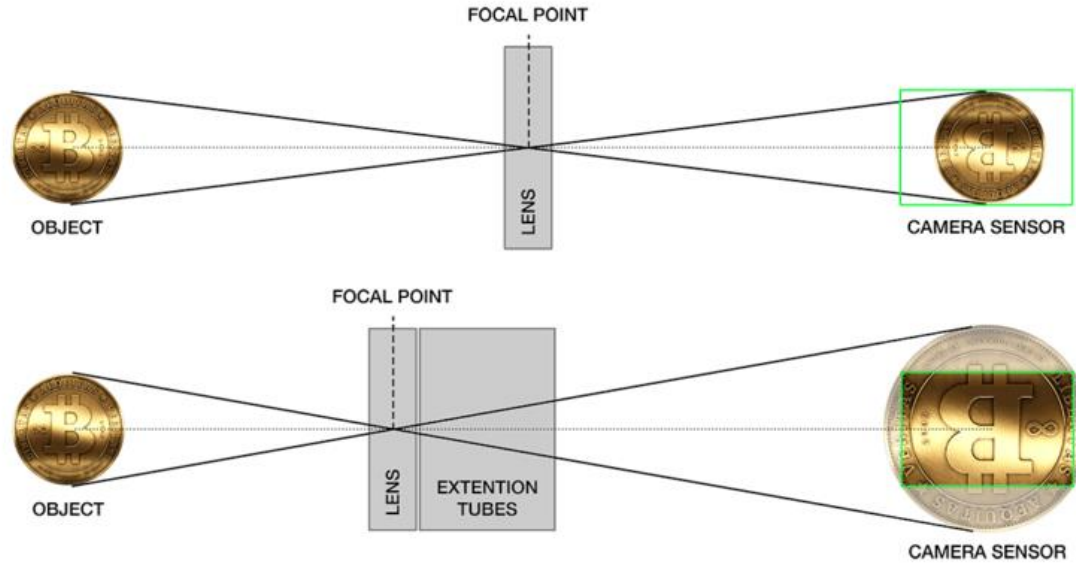 FOCAL POINT
LENS
OBJECT
CAMERA SENSOR
FOCAL POINT
LENS
EXTENTION
TUBES
OBJECT
CAMERA SENSOR